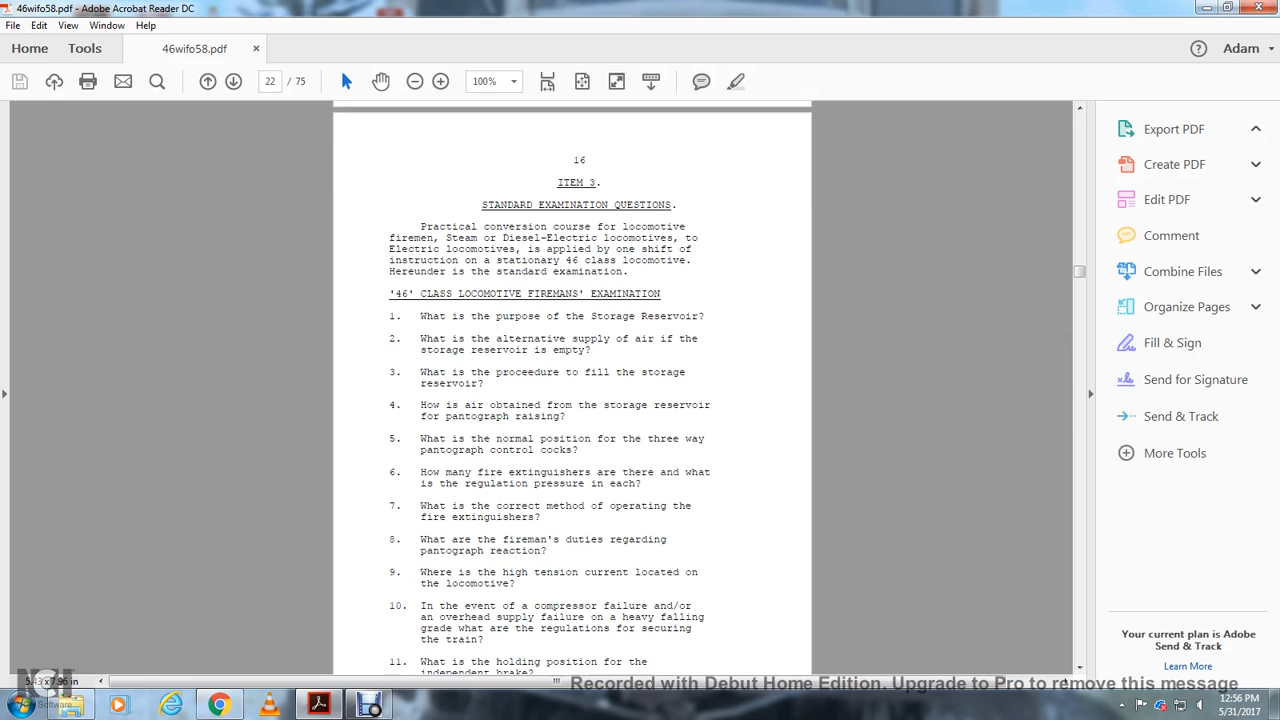 46wifo58.pdf - Adobe Acrobat Reader DC
File Edit View Window Help
Home Tools 46wifo58.pdf × Adam
22 / 75 100%
16
ITEM 3.
STANDARD EXAMINATION QUESTIONS.
Practical conversion course for locomotive
firemen, Steam or Diesel-Electric locomotives, to
Electric locomotives, is applied by one shift of
instruction on a stationary 46 class locomotive.
Hereunder is the standard examination.
'46' CLASS LOCOMOTIVE FIREMANS' EXAMINATION
1. What is the purpose of the Storage Reservoir?
2. What is the alternative supply of air if the
storage reservoir is empty?
3. What is the proceedure to fill the storage
reservoir?
4. How is air obtained from the storage reservoir
for pantograph raising?
5. What is the normal position for the three way
pantograph control cocks?
6. How many fire extinguishers are there and what
is the regulation pressure in each?
7. What is the correct method of operating the
fire extinguishers?
8. What are the fireman's duties regarding
pantograph reaction?
9. Where is the high tension current located on
the locomotive?
10. In the event of a compressor failure and/or
an overhead supply failure on a heavy falling
grade what are the regulations for securing
the train?
11. What is the holding position for the
independent brake?
Export PDF
Create PDF
Edit PDF
Comment
Combine Files
Organize Pages
Fill & Sign
Send for Signature
Send & Track
More Tools
Your current plan is Adobe
Send & Track
Learn More
5.43 x 7.96 in
Recorded with Debut Home Edition. Upgrade to Pro to remove this message
NCH Software
12:56 PM
5/31/2017